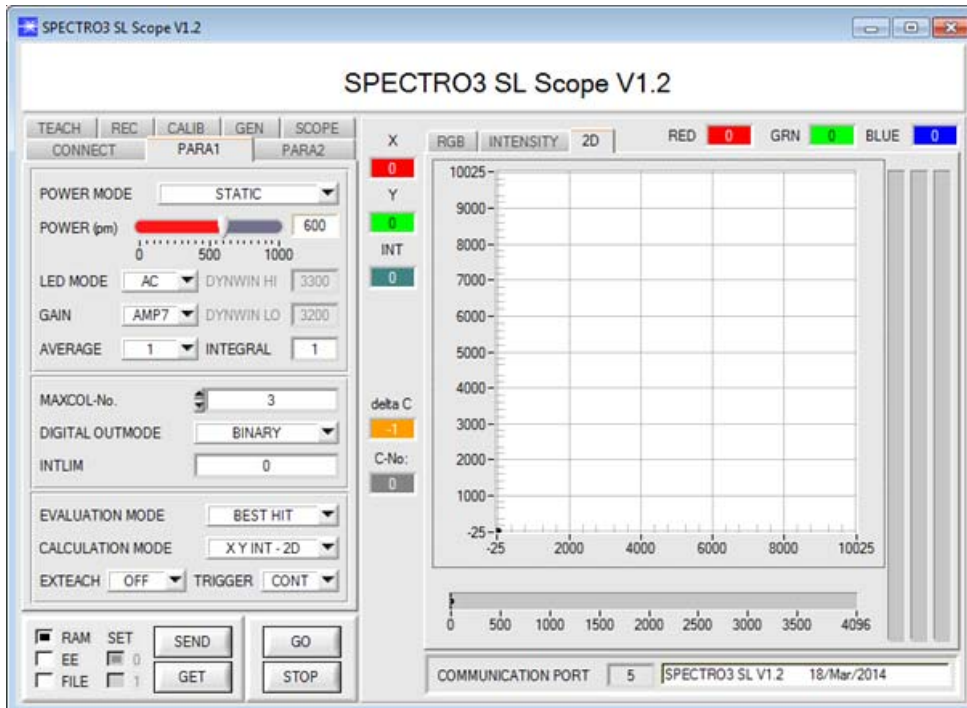 SPECTRO3 SL Scope V1.2
SPECTRO3 SL Scope V1.2
TEACH REC CALIB GEN SCOPE
CONNECT PARA1 PARA2
POWER MODE STATIC
POWER (pm) 600
0 500 1000
LED MODE AC DYNWIN HI 3300
GAIN AMP7 DYNWIN LO 3200
AVERAGE 1 INTEGRAL 1
MAXCOL-No. 3
DIGITAL OUTMODE BINARY
INTLIM 0
EVALUATION MODE BEST HIT
CALCULATION MODE X Y INT - 2D
EXTEACH OFF TRIGGER CONT
RAM SET SEND GO
EE 0
FILE 1 GET STOP
X
0
Y
0
INT
0
delta C
-1
C-No:
0
RGB INTENSITY 2D RED 0 GRN 0 BLUE 0
10025
9000
8000
7000
6000
5000
4000
3000
2000
1000
-25
-25 2000 4000 6000 8000 10025
0 500 1000 1500 2000 2500 3000 3500 4096
COMMUNICATION PORT 5 SPECTRO3 SL V1.2 18/Mar/2014